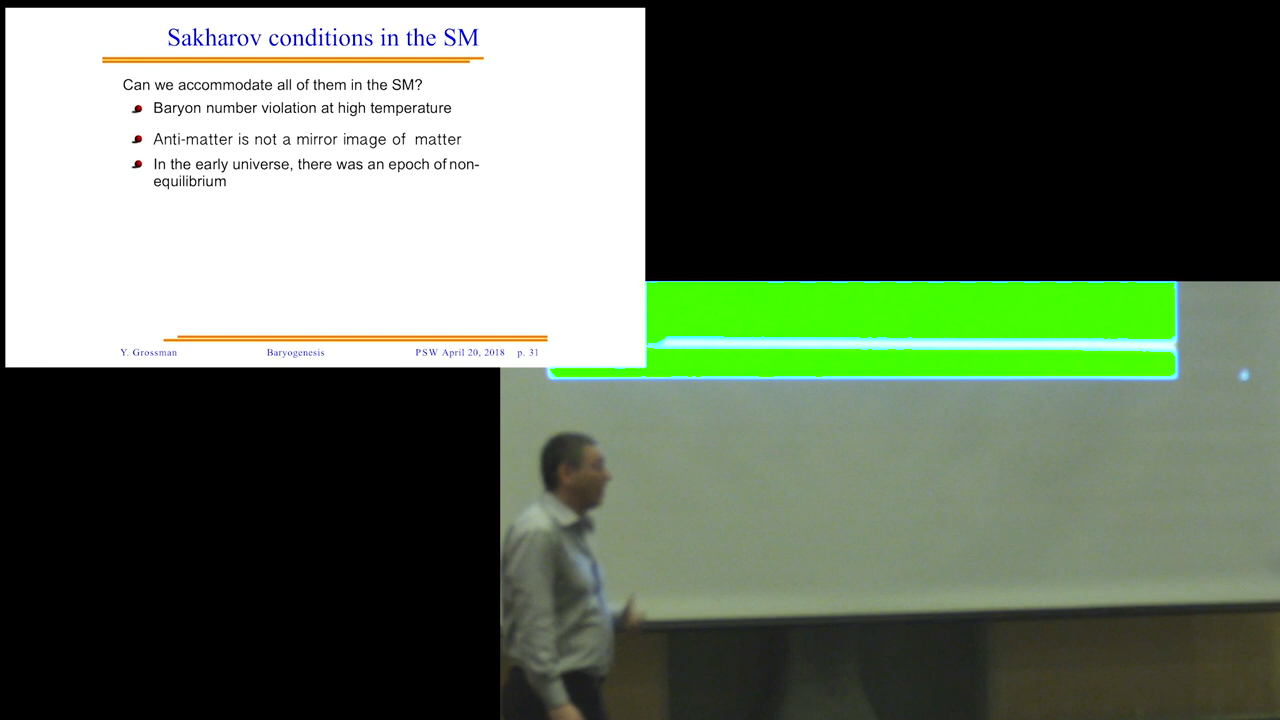 Sakharov conditions in the SM
Can we accommodate all of them in the SM?
Baryon number violation at high temperature
Anti-matter is not a mirror image of matter
In the early universe, there was an epoch of non-
equilibrium
Y. Grossman Baryogenesis PSW April 20, 2018 p. 31